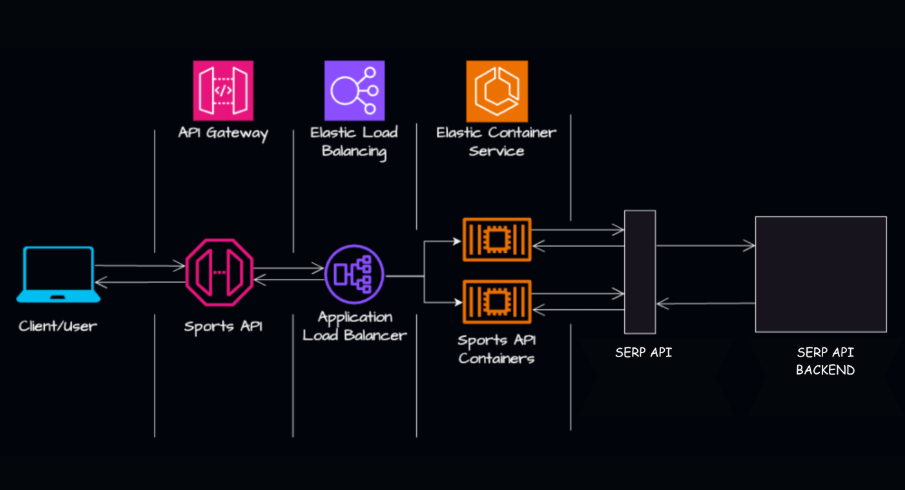 API Gateway
Elastic Load
Balancing
Elastic Container
Service
Client/User
Sports API
Application
Load Balancer
Sports API
Containers
SERP API
SERP API
BACKEND